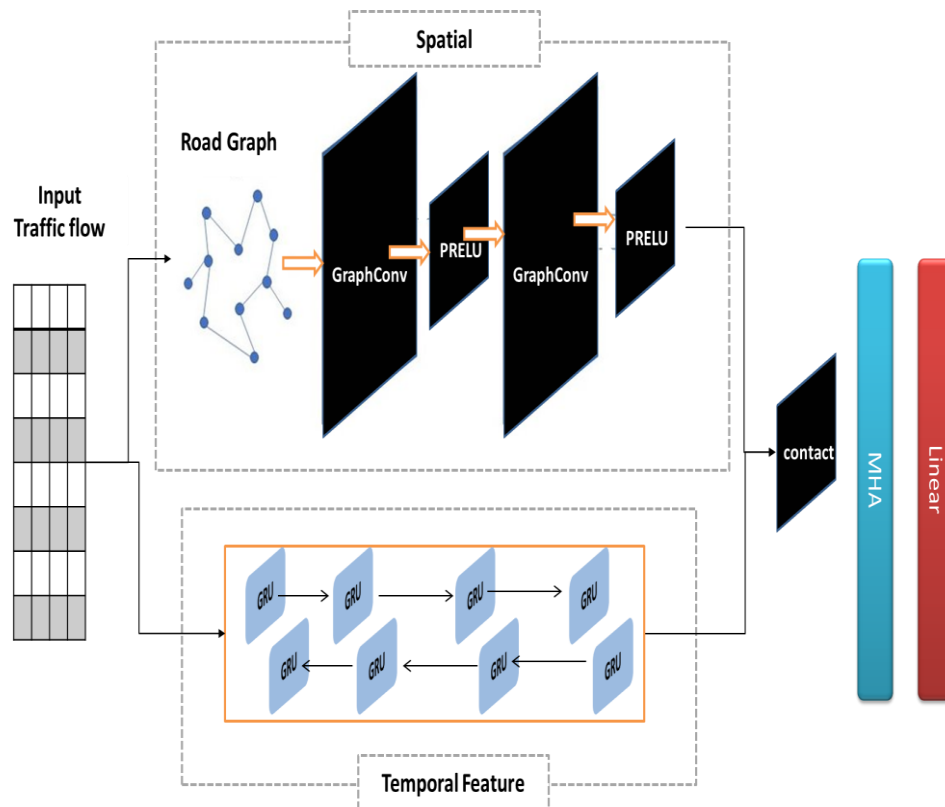 Spatial
Road Graph
Input
Traffic flow
GraphConv
PRELU
GraphConv
PRELU
contact
MHA
Linear
GRU
GRU
GRU
GRU
GRU
GRU
GRU
GRU
Temporal Feature